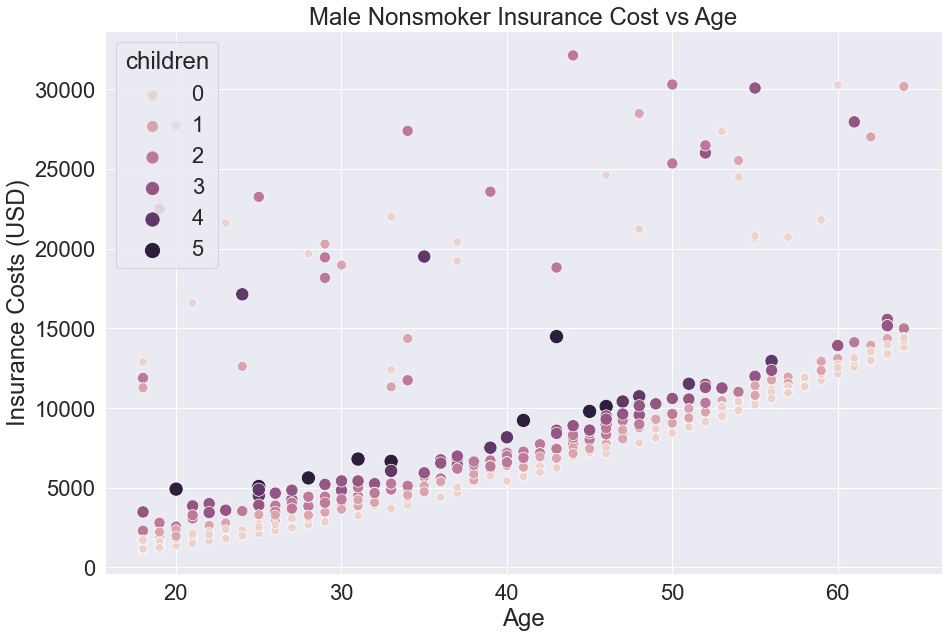 Male Nonsmoker Insurance Cost vs Age
children
0
1
2
3
4
5
30000
25000
20000
15000
10000
5000
0
Insurance Costs (USD)
20 30 40 50 60
Age